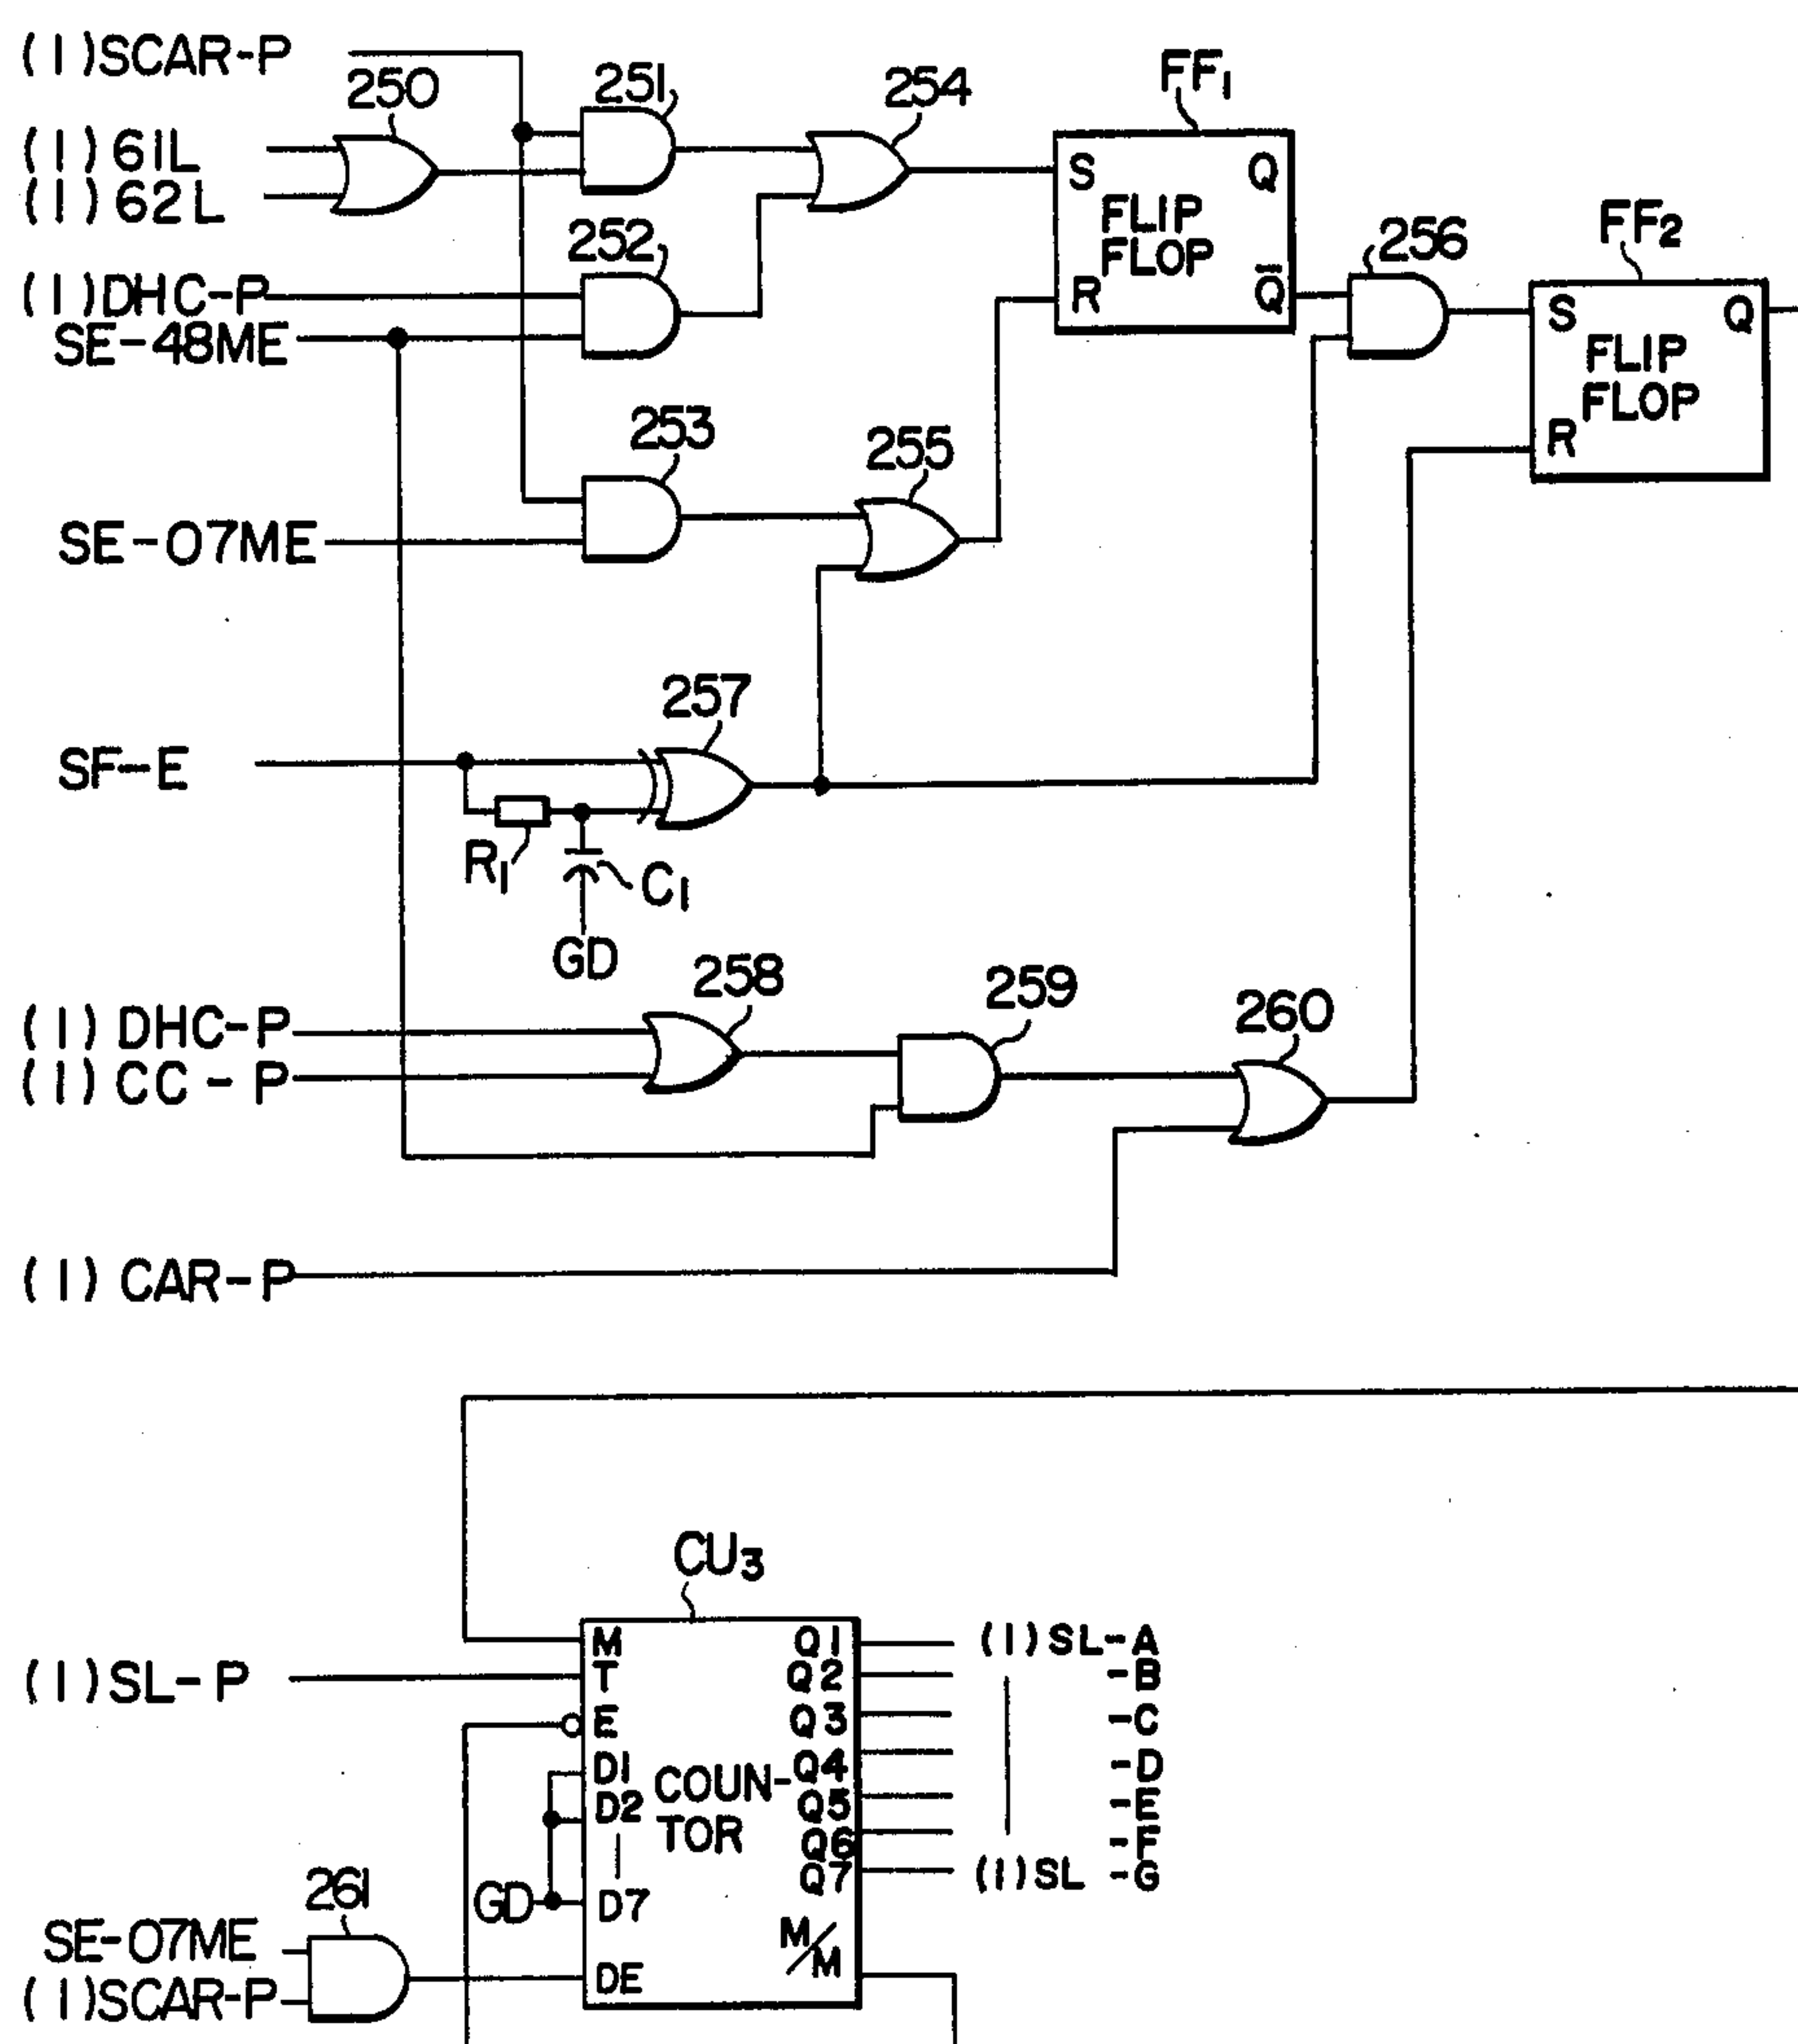 (1)SCAR-P
250
251
254
FF1
(1)61L
(1)62L
S
Q
FLIP
FLOP
R
Q̅
252
(1)DHC-P
SE-48ME
256
FF2
S
Q
FLIP
FLOP
R
253
255
SE-07ME
257
SF-E
R1
C1
GD
258
259
260
(1) DHC-P
(1) CC-P
(1) CAR-P
CU3
(1)SL-P
M
T
E
D1
D2
D7
DE
COUN-
TOR
Q1
Q2
Q3
Q4
Q5
Q6
Q7
M/M
(1)SL-A
-B
-C
-D
-E
-F
(1)SL -G
GD
261
SE-07ME
(1)SCAR-P